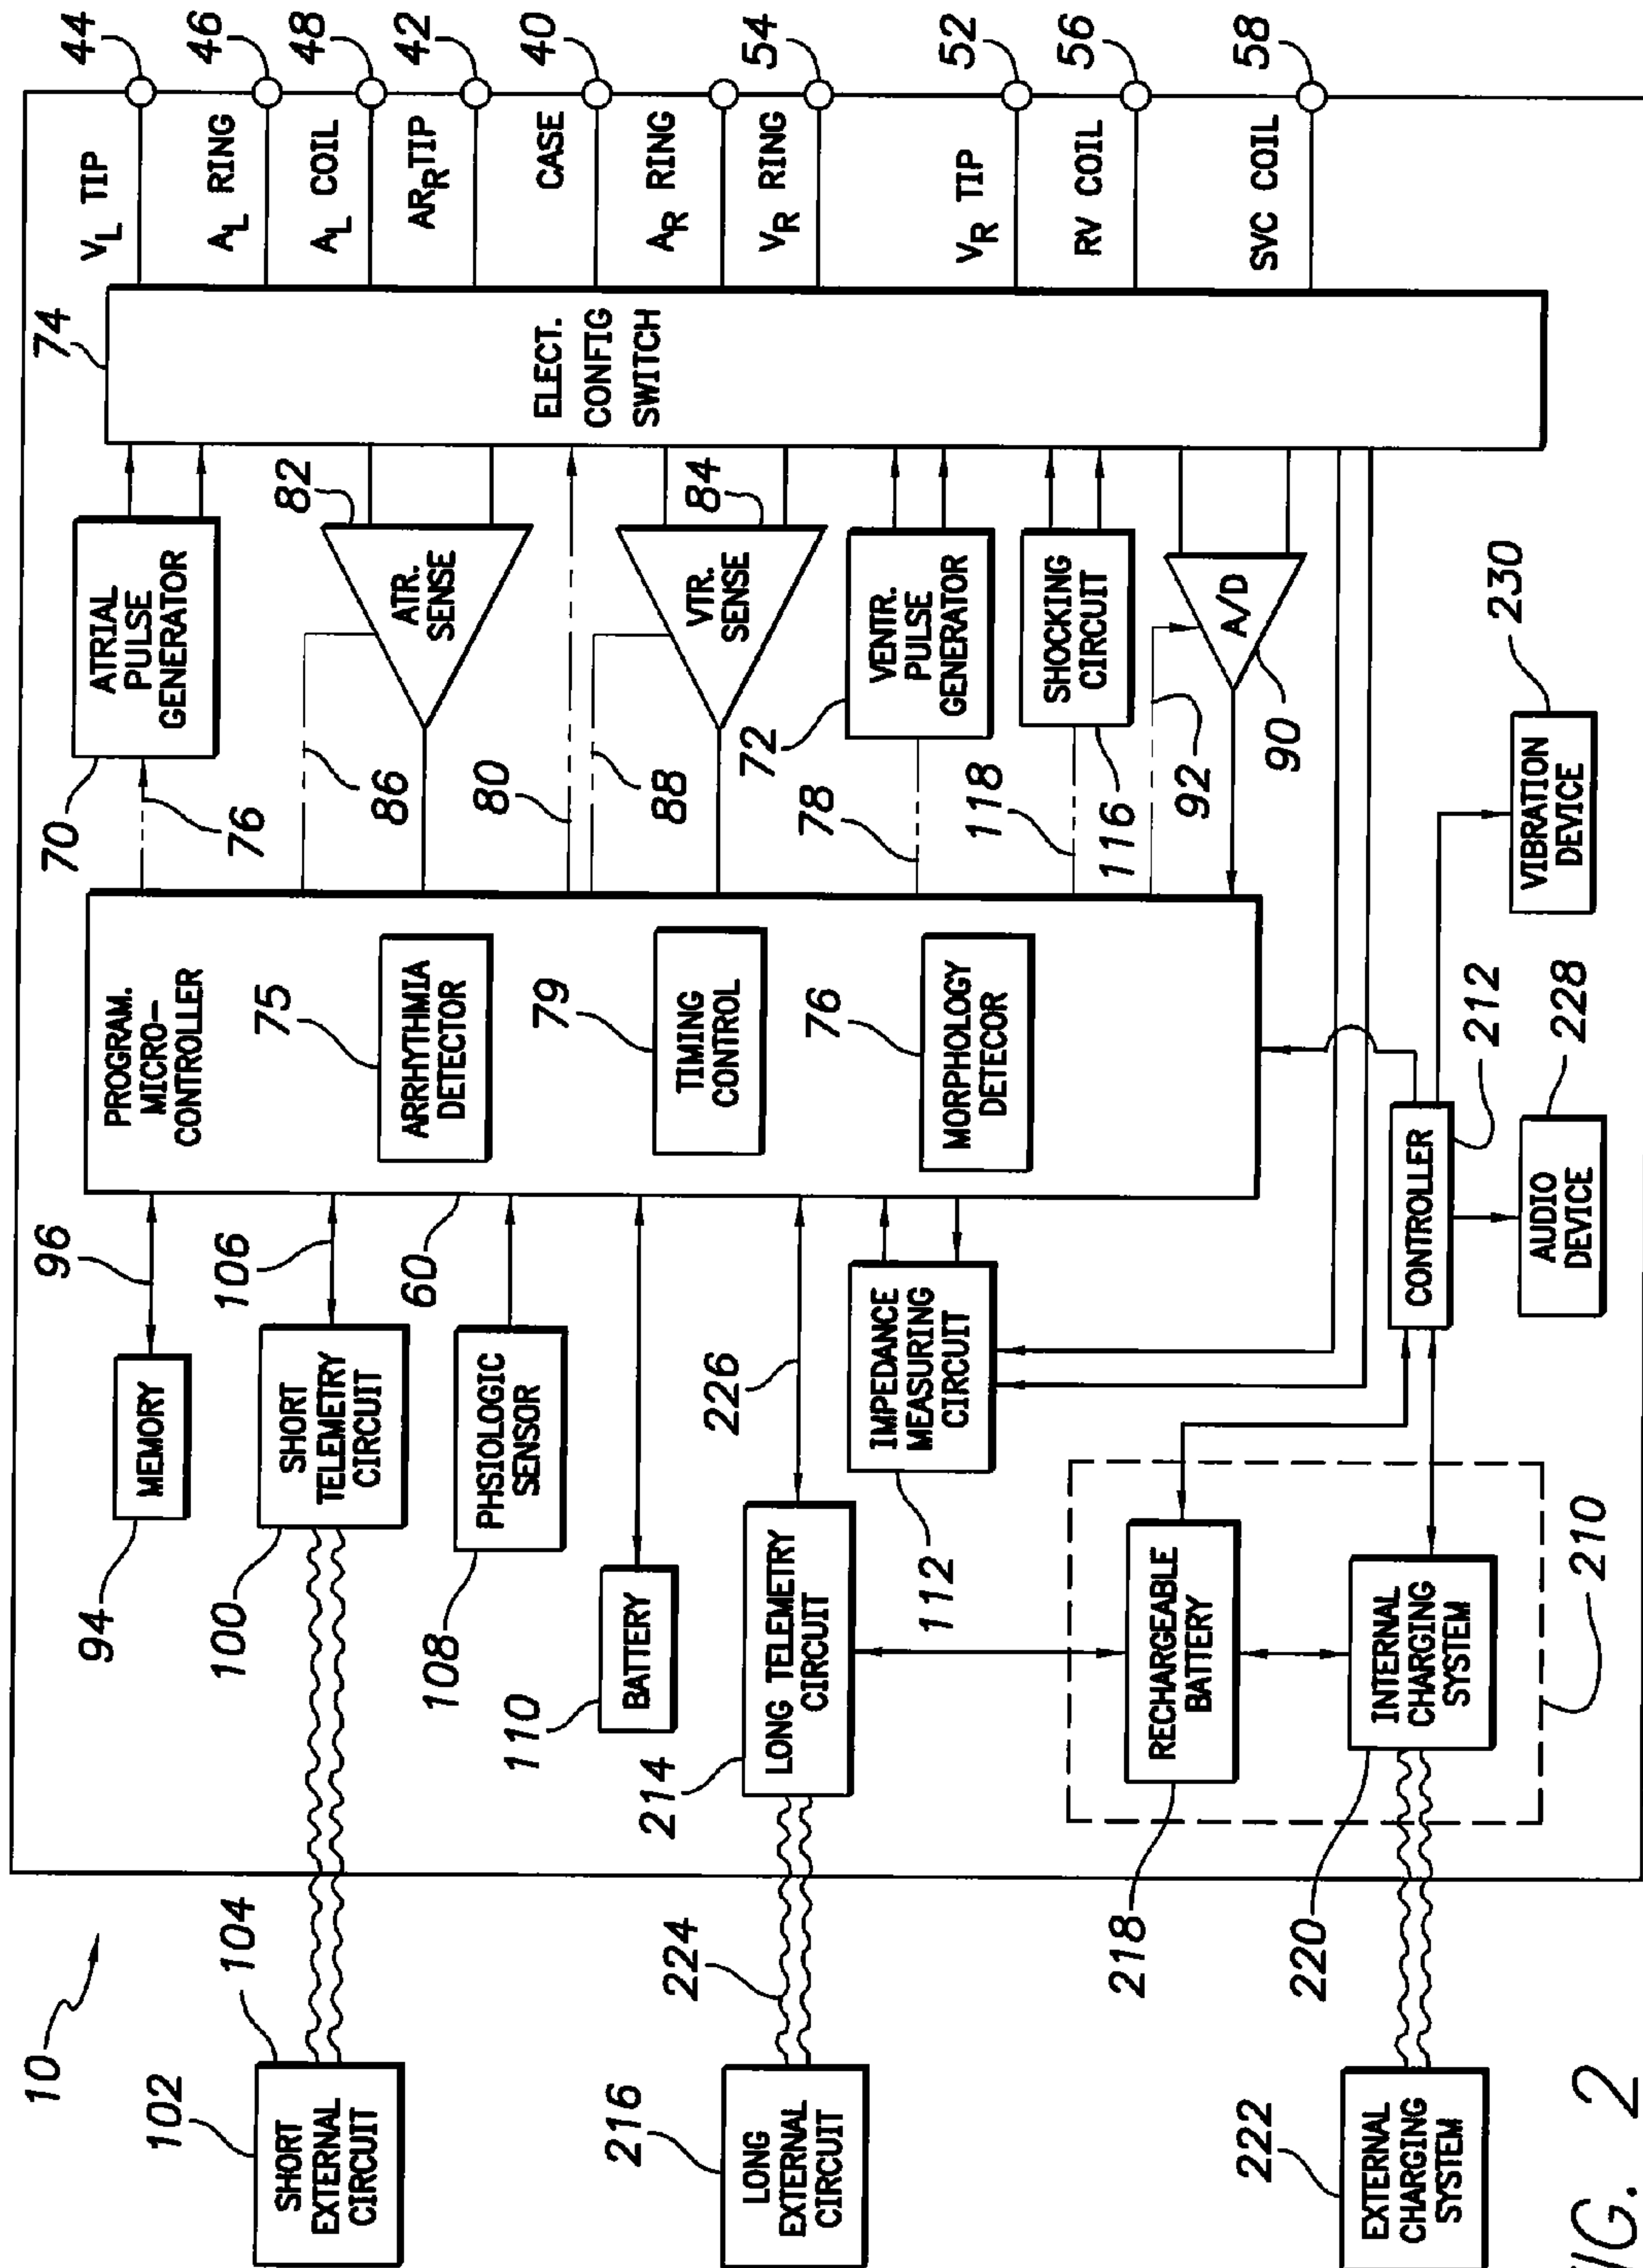 10
102
SHORT
EXTERNAL
CIRCUIT
104
216
LONG
EXTERNAL
CIRCUIT
224
222
EXTERNAL
CHARGING
SYSTEM
94
MEMORY
96
100
SHORT
TELEMETRY
CIRCUIT
106
108
PHSIOLOGIC
SENSOR
60
110
BATTERY
214
LONG TELEMETRY
CIRCUIT
226
IMPEDANCE
MEASURING
CIRCUIT
112
218
RECHARGEABLE
BATTERY
220
INTERNAL
CHARGING
SYSTEM
210
PROGRAM.
MICRO-
CONTROLLER
75
ARRHYTHMIA
DETECTOR
79
TIMING
CONTROL
76
MORPHOLOGY
DETECOR
CONTROLLER
212
AUDIO
DEVICE
228
VIBRATION
DEVICE
230
70
ATRIAL
PULSE
GENERATOR
76
82
ATR.
SENSE
86
80
84
VTR.
SENSE
88
72
VENTR.
PULSE
GENERATOR
78
SHOCKING
CIRCUIT
118
116
A/D
92
90
74
ELECT.
CONFIG
SWITCH
VL TIP 44
AL RING 46
AL COIL 48
ARR TIP 42
CASE 40
AR RING
VR RING 54
VR TIP 52
RV COIL 56
SVC COIL 58
FIG. 2